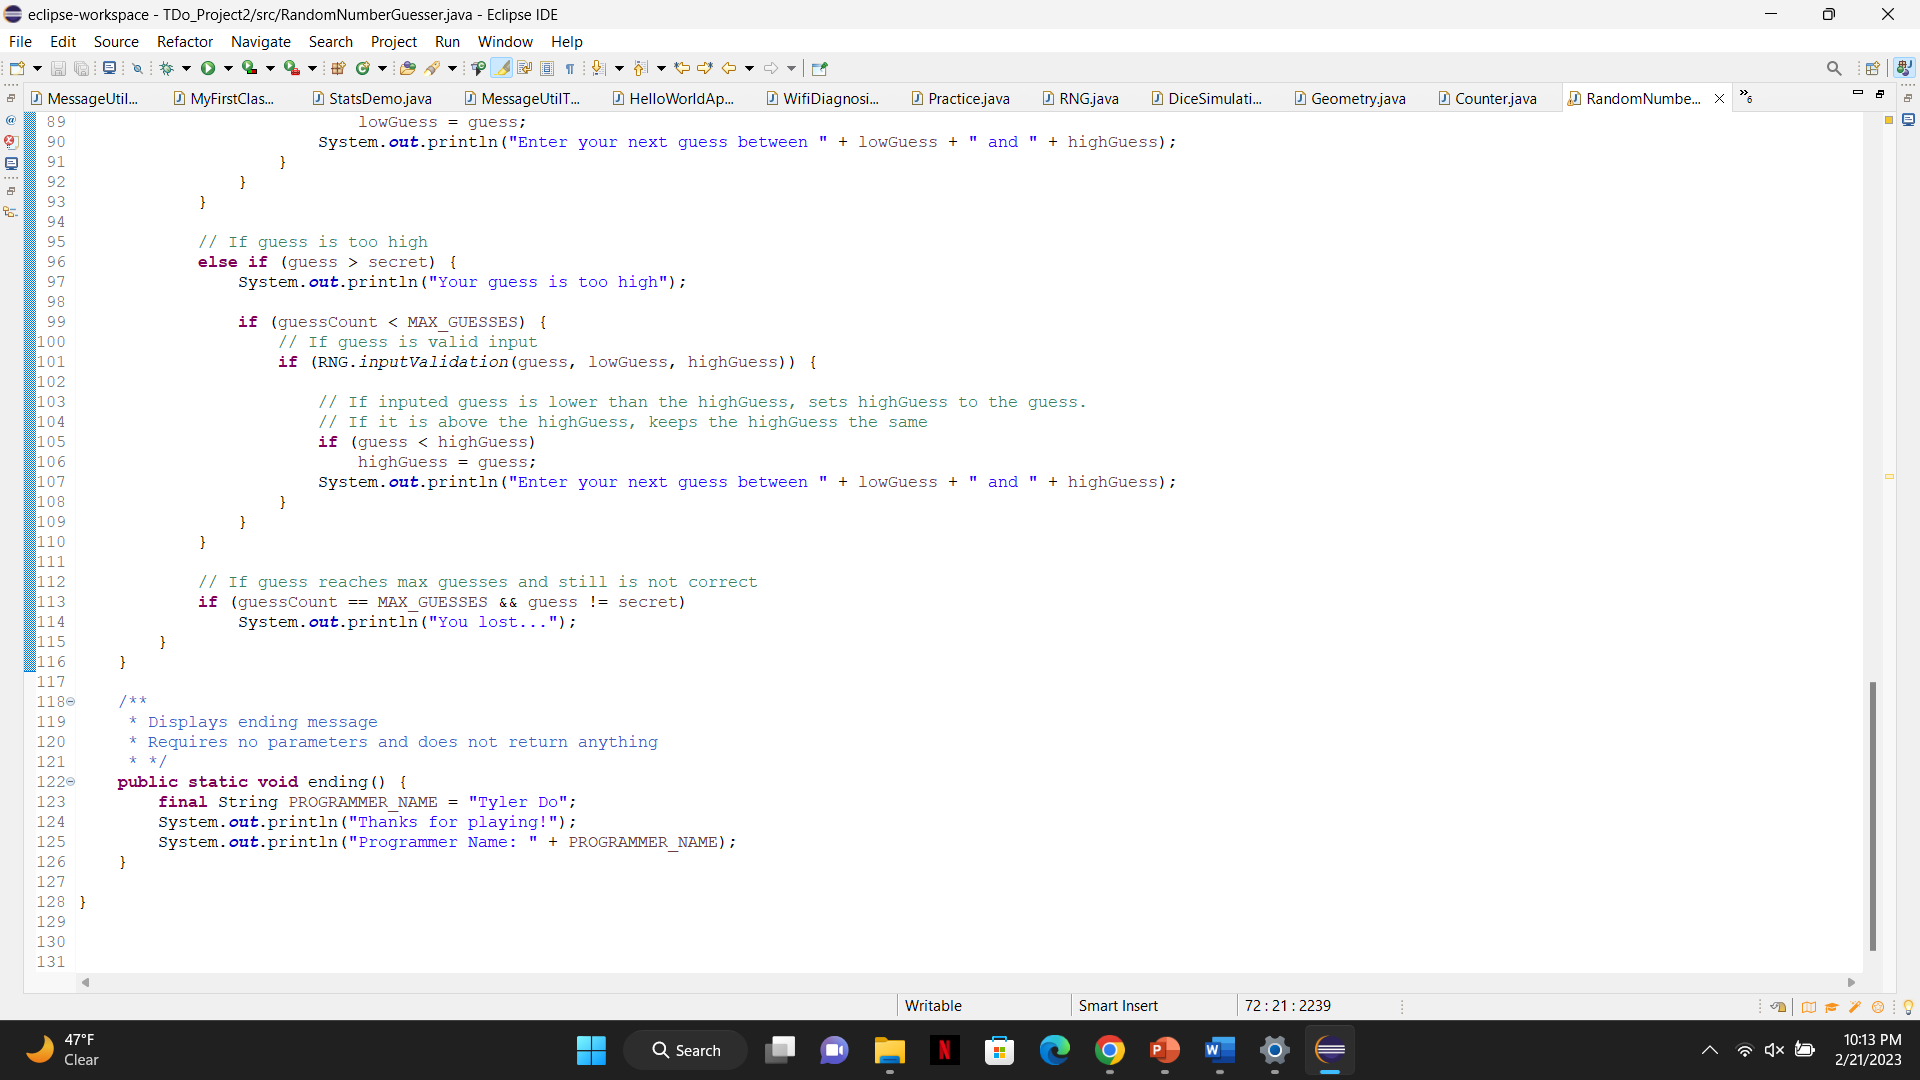 eclipse-workspace - TDo_Project2/src/RandomNumberGuesser.java - Eclipse IDE
File Edit Source Refactor Navigate Search Project Run Window Help
MessageUtil... MyFirstClas... StatsDemo.java MessageUtilT... HelloWorldAp... WifiDiagnosi... Practice.java RNG.java DiceSimulati... Geometry.java Counter.java RandomNumbe... »6
89 lowGuess = guess;
90 System.out.println("Enter your next guess between " + lowGuess + " and " + highGuess);
91 }
92 }
93 }
94
95 // If guess is too high
96 else if (guess > secret) {
97 System.out.println("Your guess is too high");
98
99 if (guessCount < MAX_GUESSES) {
100 // If guess is valid input
101 if (RNG.inputValidation(guess, lowGuess, highGuess)) {
102
103 // If inputed guess is lower than the highGuess, sets highGuess to the guess.
104 // If it is above the highGuess, keeps the highGuess the same
105 if (guess < highGuess)
106 highGuess = guess;
107 System.out.println("Enter your next guess between " + lowGuess + " and " + highGuess);
108 }
109 }
110 }
111
112 // If guess reaches max guesses and still is not correct
113 if (guessCount == MAX_GUESSES && guess != secret)
114 System.out.println("You lost...");
115 }
116 }
117
118 /**
119 * Displays ending message
120 * Requires no parameters and does not return anything
121 * */
122 public static void ending() {
123 final String PROGRAMMER_NAME = "Tyler Do";
124 System.out.println("Thanks for playing!");
125 System.out.println("Programmer Name: " + PROGRAMMER_NAME);
126 }
127
128 }
129
130
131
Writable Smart Insert 72 : 21 : 2239
47°F
Clear
Search
10:13 PM
2/21/2023